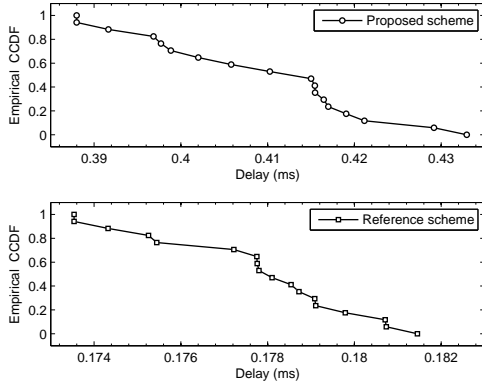 Proposed scheme
1
0.8
0.6
0.4
0.2
0
Empirical CCDF
0.39 0.4 0.41 0.42 0.43
Delay (ms)
Reference scheme
1
0.8
0.6
0.4
0.2
0
Empirical CCDF
0.174 0.176 0.178 0.18 0.182
Delay (ms)